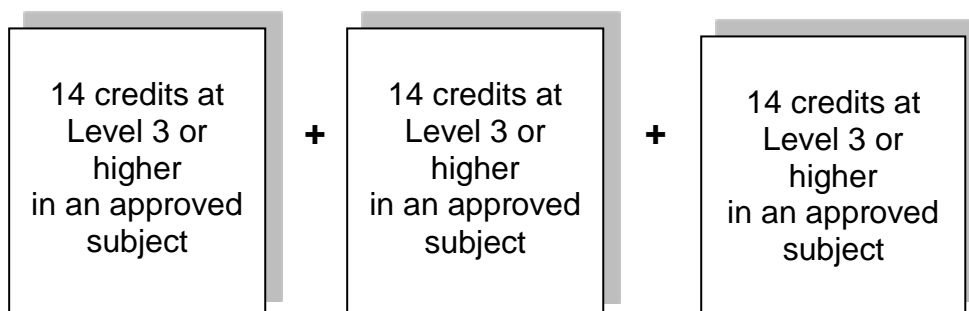 14 credits at
Level 3 or
higher
in an approved
subject
+
14 credits at
Level 3 or
higher
in an approved
subject
+
14 credits at
Level 3 or
higher
in an approved
subject